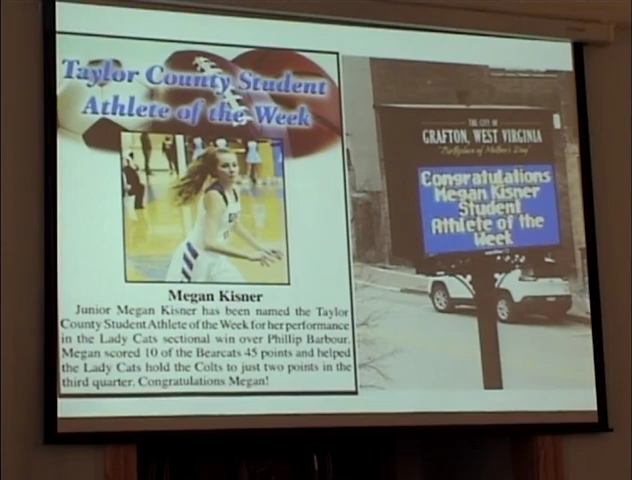 Taylor County Student
Athlete of the Week
Megan Kisner
Junior Megan Kisner has been named the Taylor
County Student Athlete of the Week for her performance
in the Lady Cats sectional win over Phillip Barbour.
Megan scored 10 of the Bearcats 45 points and helped
the Lady Cats hold the Colts to just two points in the
third quarter. Congratulations Megan!
THE CITY OF
GRAFTON, WEST VIRGINIA
"Birthplace of Mother's Day"
Congratulations
Megan Kisner
Student
Athlete of the
Week